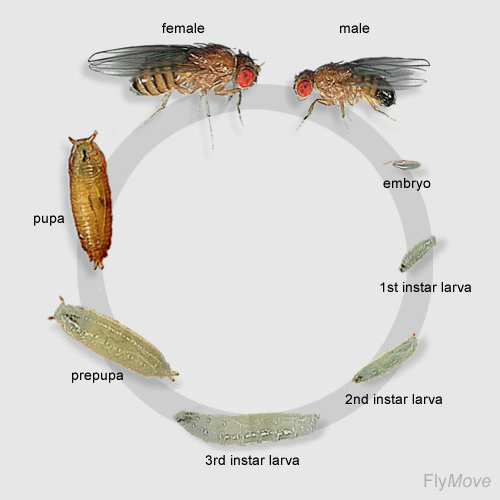 female
male
embryo
1st instar larva
2nd instar larva
3rd instar larva
prepupa
pupa
FlyMove